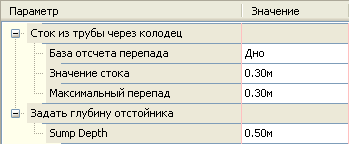 Параметр Значение
Сток из трубы через колодец
База отсчета перепада Дно
Значение стока 0.30м
Максимальный перепад 0.30м
Задать глубину отстойника
Sump Depth 0.50м